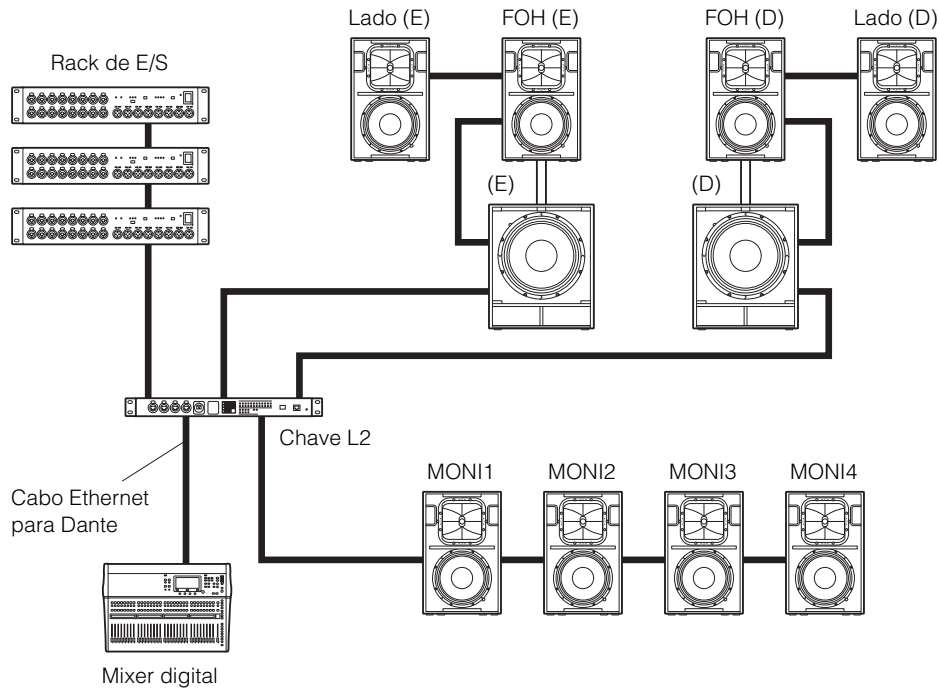 Lado (E)
FOH (E)
FOH (D)
Lado (D)
Rack de E/S
(E)
(D)
Chave L2
MONI1
MONI2
MONI3
MONI4
Cabo Ethernet
para Dante
Mixer digital